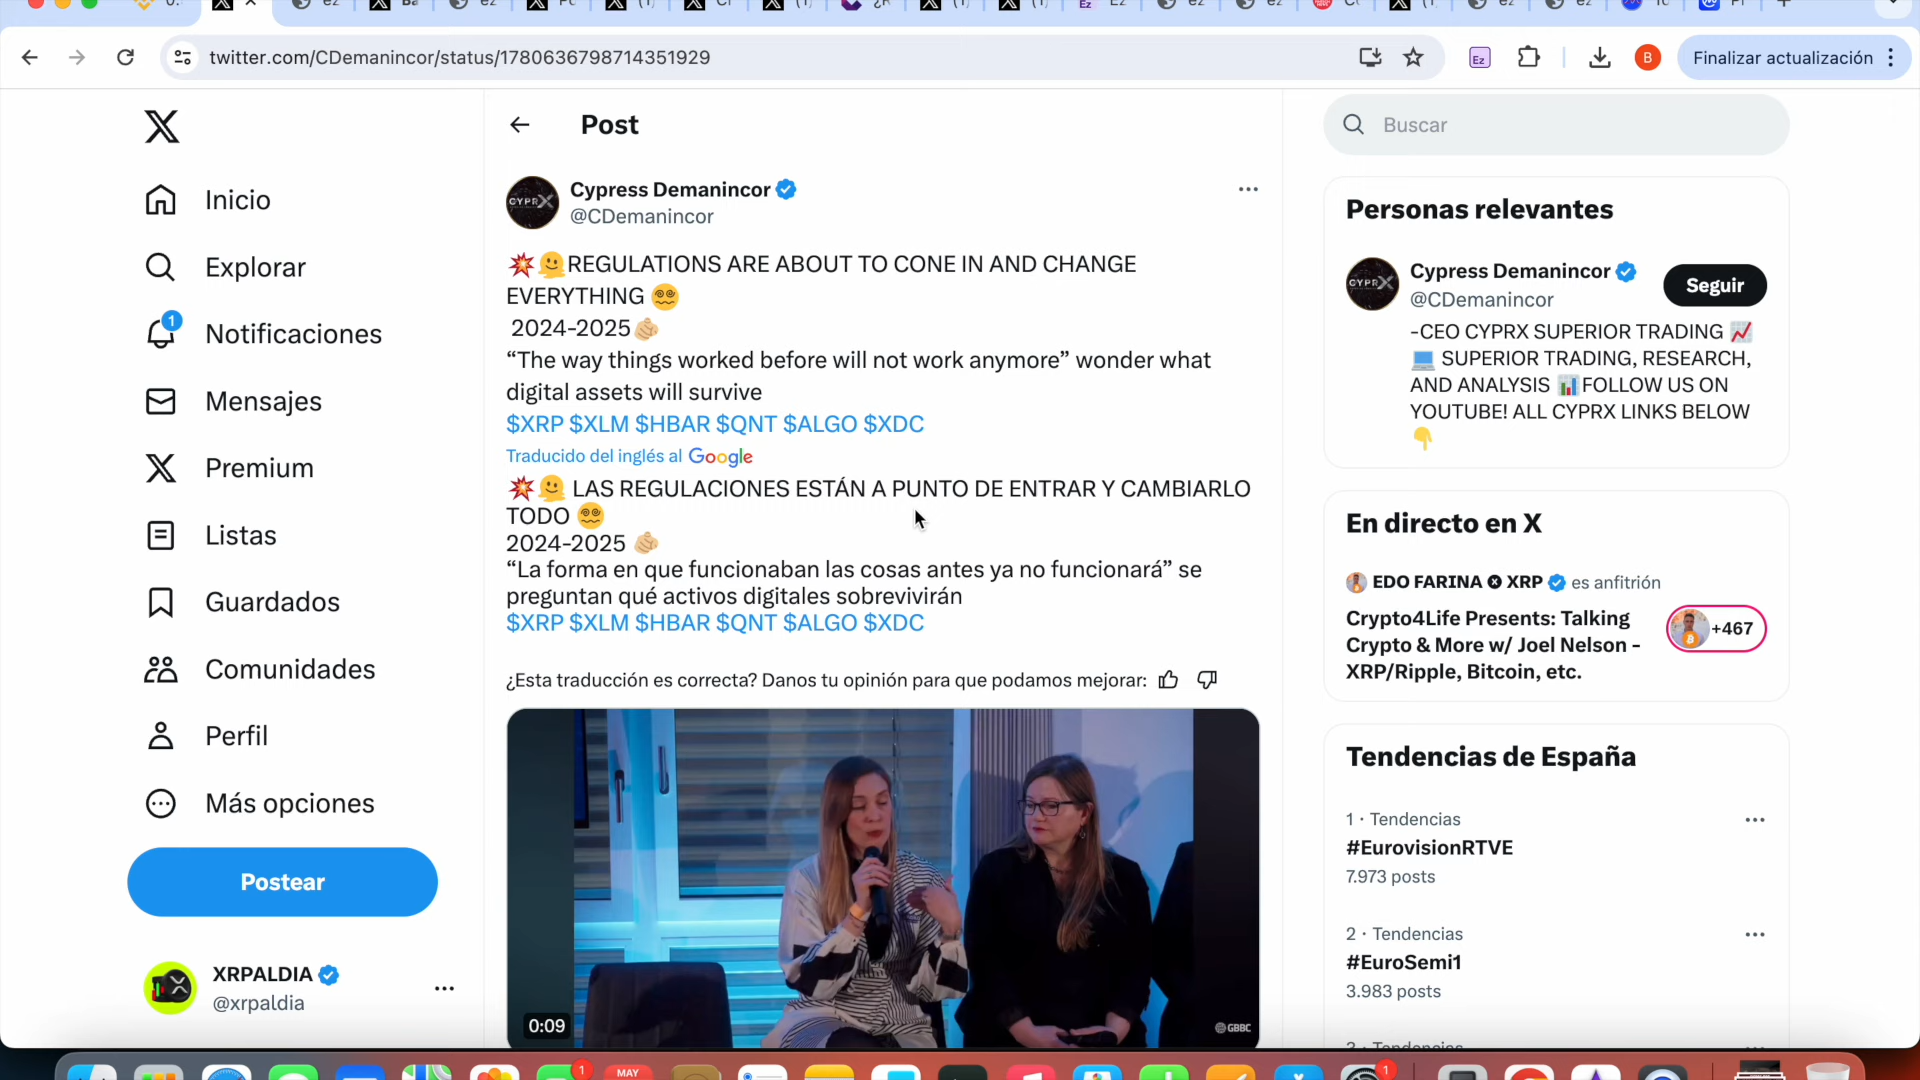 twitter.com/CDemanincor/status/1780636798714351929
Ez
B
Finalizar actualización
Inicio
Explorar
1
Notificaciones
Mensajes
Premium
Listas
Guardados
Comunidades
Perfil
Más opciones
Postear
XRPALDIA
@xrpaldia
Post
CYPRX
Cypress Demanincor
@CDemanincor
💥🫠REGULATIONS ARE ABOUT TO CONE IN AND CHANGE
EVERYTHING 😵‍💫
2024-2025🫵🏼
“The way things worked before will not work anymore” wonder what
digital assets will survive
$XRP $XLM $HBAR $QNT $ALGO $XDC
Traducido del inglés al Google
💥🫠 LAS REGULACIONES ESTÁN A PUNTO DE ENTRAR Y CAMBIARLO
TODO 😵‍💫
2024-2025 🫵🏼
“La forma en que funcionaban las cosas antes ya no funcionará” se
preguntan qué activos digitales sobrevivirán
$XRP $XLM $HBAR $QNT $ALGO $XDC
¿Esta traducción es correcta? Danos tu opinión para que podamos mejorar:
0:09
GBBC
Buscar
Personas relevantes
CYPRX
Cypress Demanincor
@CDemanincor
Seguir
-CEO CYPRX SUPERIOR TRADING 📈
💻 SUPERIOR TRADING, RESEARCH,
AND ANALYSIS 📊FOLLOW US ON
YOUTUBE! ALL CYPRX LINKS BELOW
👇
En directo en X
EDO FARINA 🅧 XRP es anfitrión
Crypto4Life Presents: Talking
Crypto & More w/ Joel Nelson -
XRP/Ripple, Bitcoin, etc.
+467
Tendencias de España
1 · Tendencias
#EurovisionRTVE
7.973 posts
2 · Tendencias
#EuroSemi1
3.983 posts
1
MAY
1